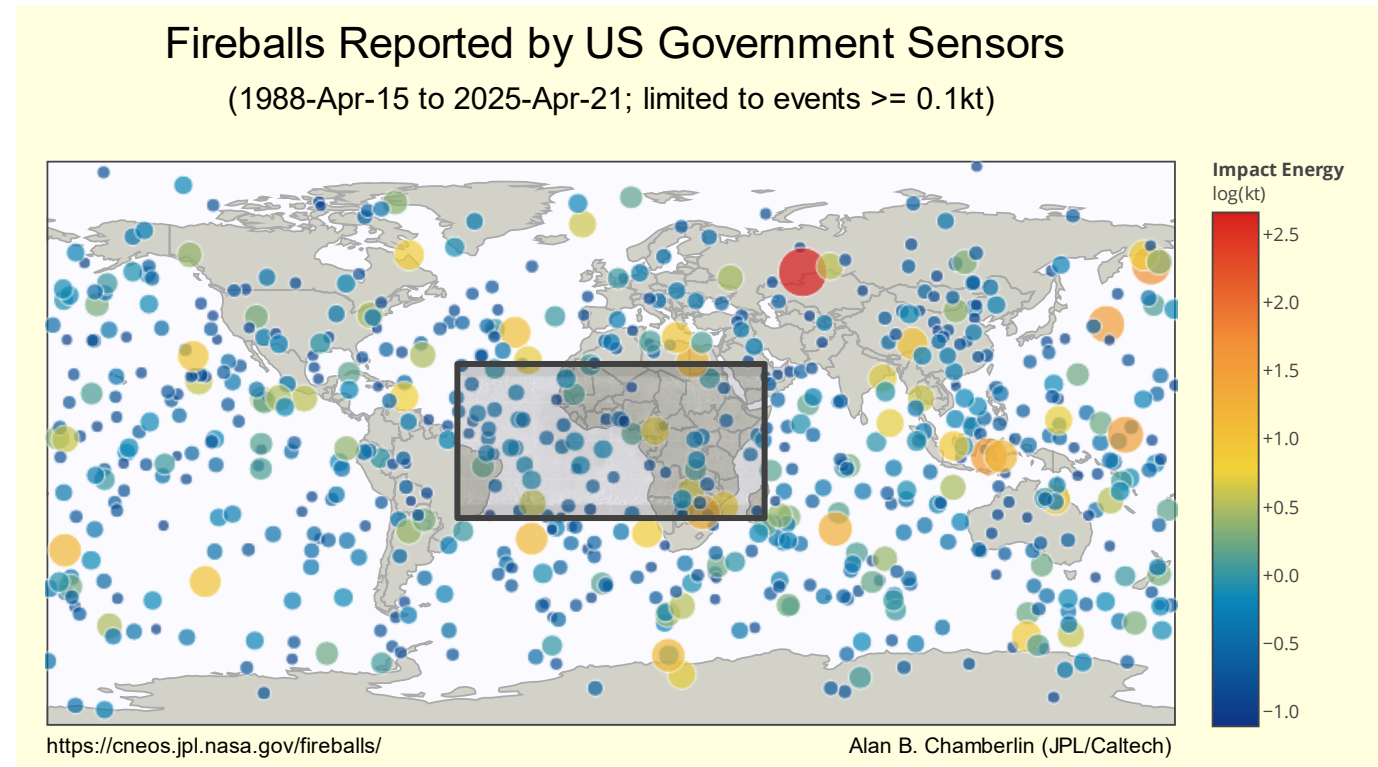 Fireballs Reported by US Government Sensors
(1988-Apr-15 to 2025-Apr-21; limited to events >= 0.1kt)
Impact Energy
log(kt)
+2.5
+2.0
+1.5
+1.0
+0.5
+0.0
−0.5
−1.0
https://cneos.jpl.nasa.gov/fireballs/
Alan B. Chamberlin (JPL/Caltech)